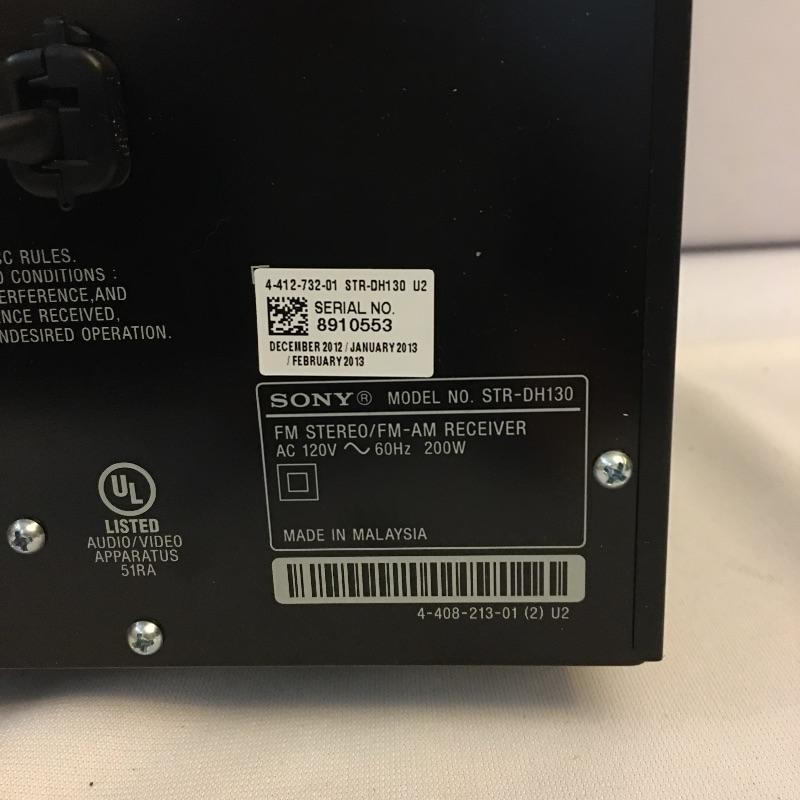 C RULES.
CONDITIONS :
ERFERENCE, AND
NCE RECEIVED,
NDESIRED OPERATION.
4-412-732-01 STR-DH130 U2
SERIAL NO.
8910553
DECEMBER 2012 / JANUARY 2013
/ FEBRUARY 2013
SONY® MODEL NO. STR-DH130
FM STEREO/FM-AM RECEIVER
AC 120V ～ 60Hz 200W
MADE IN MALAYSIA
UL
LISTED
AUDIO/VIDEO
APPARATUS
51RA
4-408-213-01 (2) U2